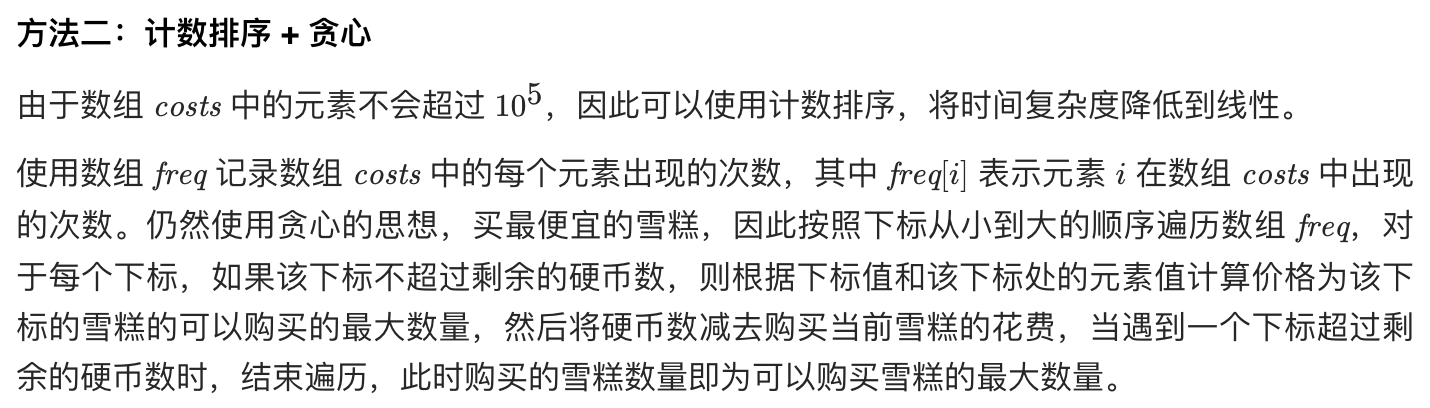 方法二：计数排序 + 贪心
由于数组 costs 中的元素不会超过 10^5，因此可以使用计数排序，将时间复杂度降低到线性。
使用数组 freq 记录数组 costs 中的每个元素出现的次数，其中 freq[i] 表示元素 i 在数组 costs 中出现
的次数。仍然使用贪心的思想，买最便宜的雪糕，因此按照下标从小到大的顺序遍历数组 freq，对
于每个下标，如果该下标不超过剩余的硬币数，则根据下标值和该下标处的元素值计算价格为该下
标的雪糕的可以购买的最大数量，然后将硬币数减去购买当前雪糕的花费，当遇到一个下标超过剩
余的硬币数时，结束遍历，此时购买的雪糕数量即为可以购买雪糕的最大数量。